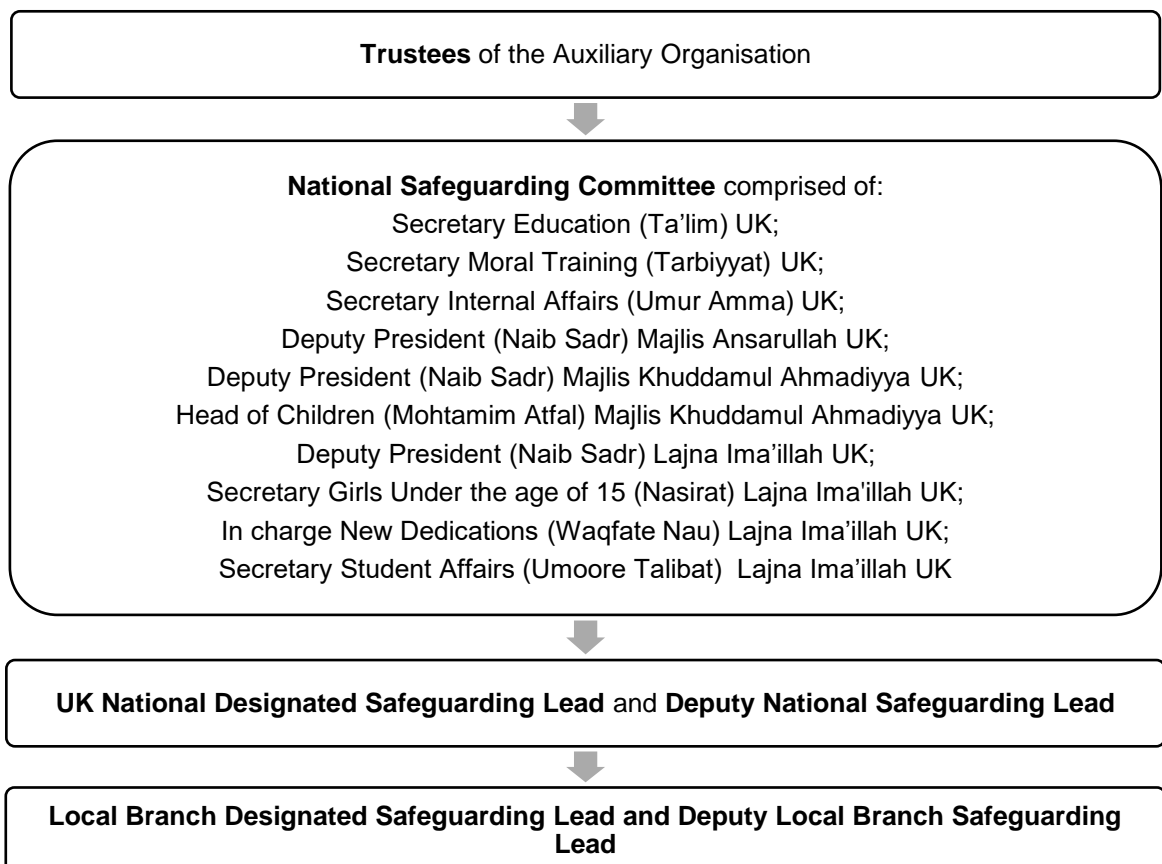 Trustees of the Auxiliary Organisation
National Safeguarding Committee comprised of:
Secretary Education (Ta’lim) UK;
Secretary Moral Training (Tarbiyyat) UK;
Secretary Internal Affairs (Umur Amma) UK;
Deputy President (Naib Sadr) Majlis Ansarullah UK;
Deputy President (Naib Sadr) Majlis Khuddamul Ahmadiyya UK;
Head of Children (Mohtamim Atfal) Majlis Khuddamul Ahmadiyya UK;
Deputy President (Naib Sadr) Lajna Ima’illah UK;
Secretary Girls Under the age of 15 (Nasirat) Lajna Ima'illah UK;
In charge New Dedications (Waqfate Nau) Lajna Ima’illah UK;
Secretary Student Affairs (Umoore Talibat) Lajna Ima’illah UK
UK National Designated Safeguarding Lead and Deputy National Safeguarding Lead
Local Branch Designated Safeguarding Lead and Deputy Local Branch Safeguarding
Lead